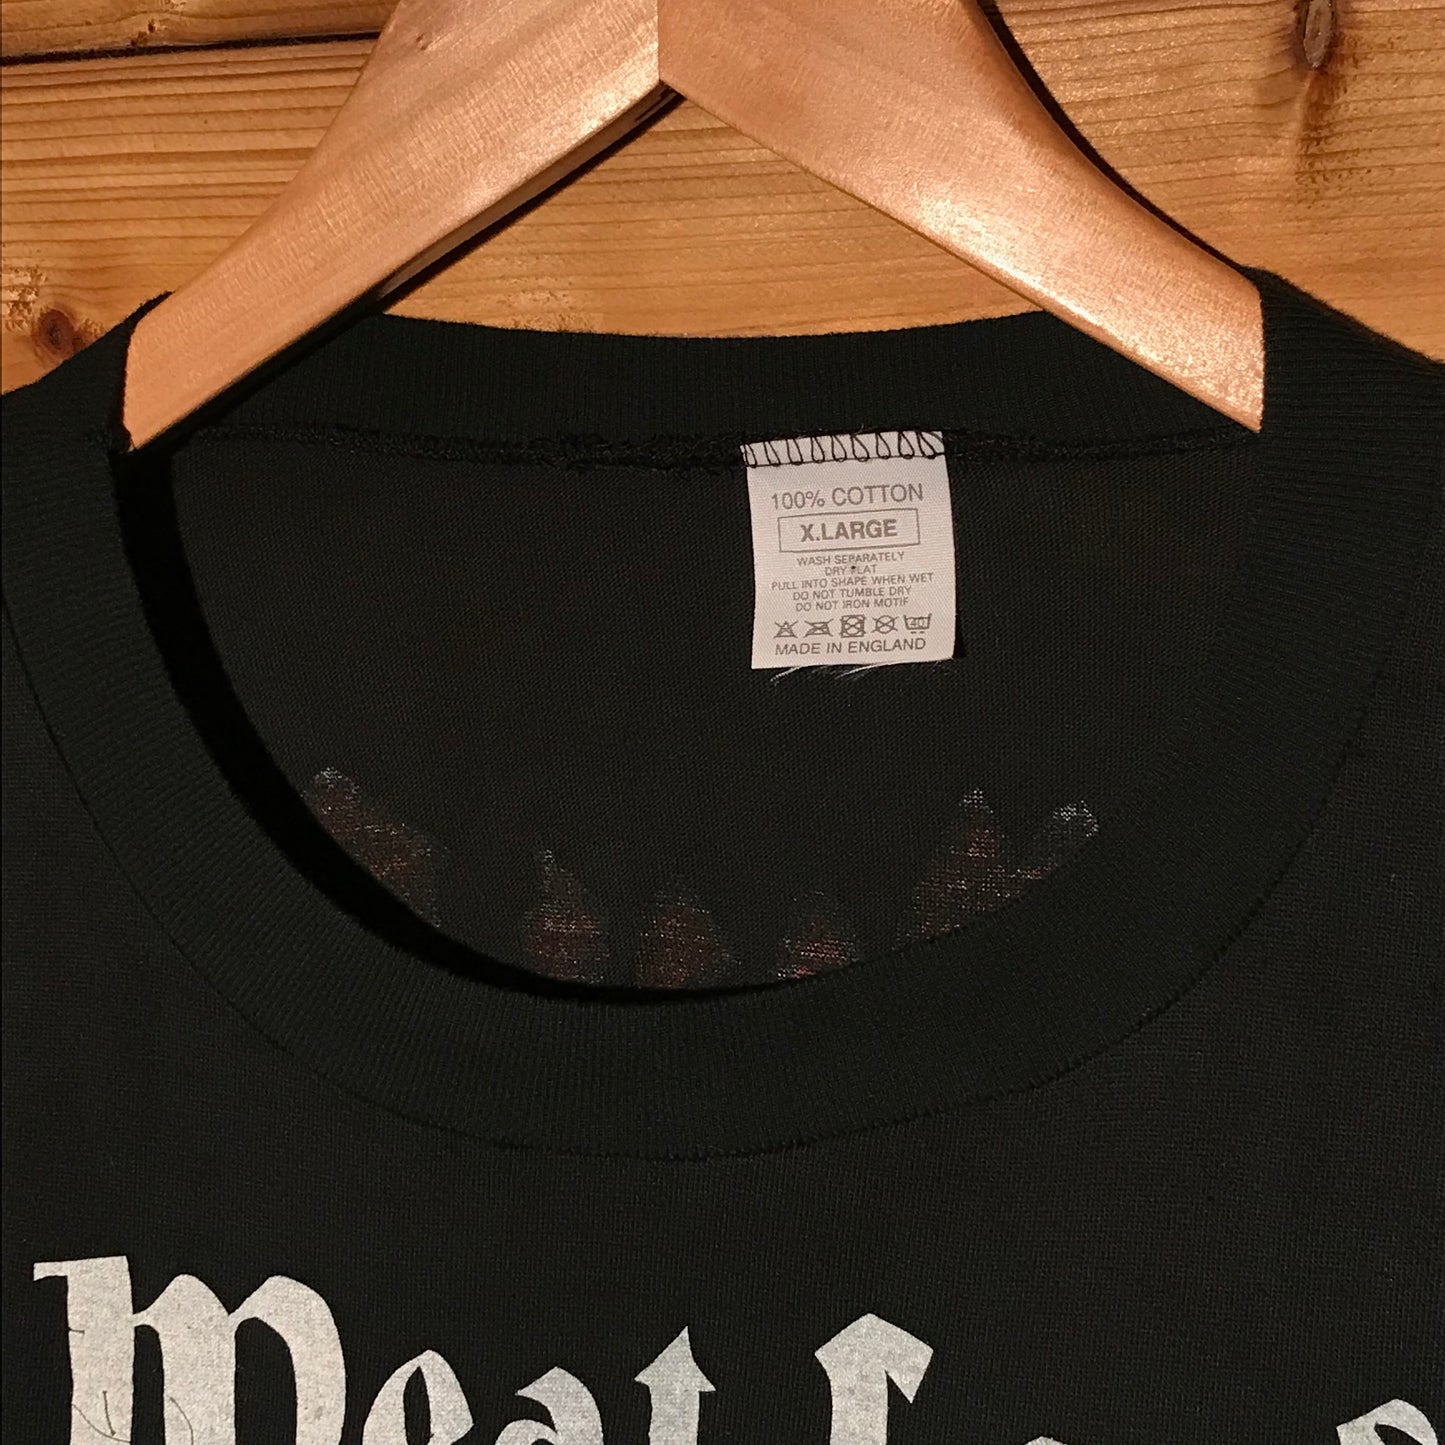 100% COTTON
X.LARGE
WASH SEPARATELY
DRY FLAT
PULL INTO SHAPE WHEN WET
DO NOT TUMBLE DRY
DO NOT IRON MOTIF
40
MADE IN ENGLAND
Meat